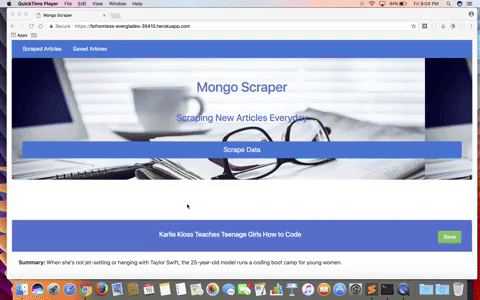 QuickTime Player File Edit View Window Help
64% Fri 9:04 PM
Mongo Scraper
Secure https://fathomless-everglades-35410.herokuapp.com
Apps
Scraped Articles Saved Articles
Mongo Scraper
Scraping New Articles Everyday
Scrape Data
Karlie Kloss Teaches Teenage Girls How to Code
Save
Summary: When she's not jet-setting or hanging with Taylor Swift, the 25-year-old model runs a coding boot camp for young women.